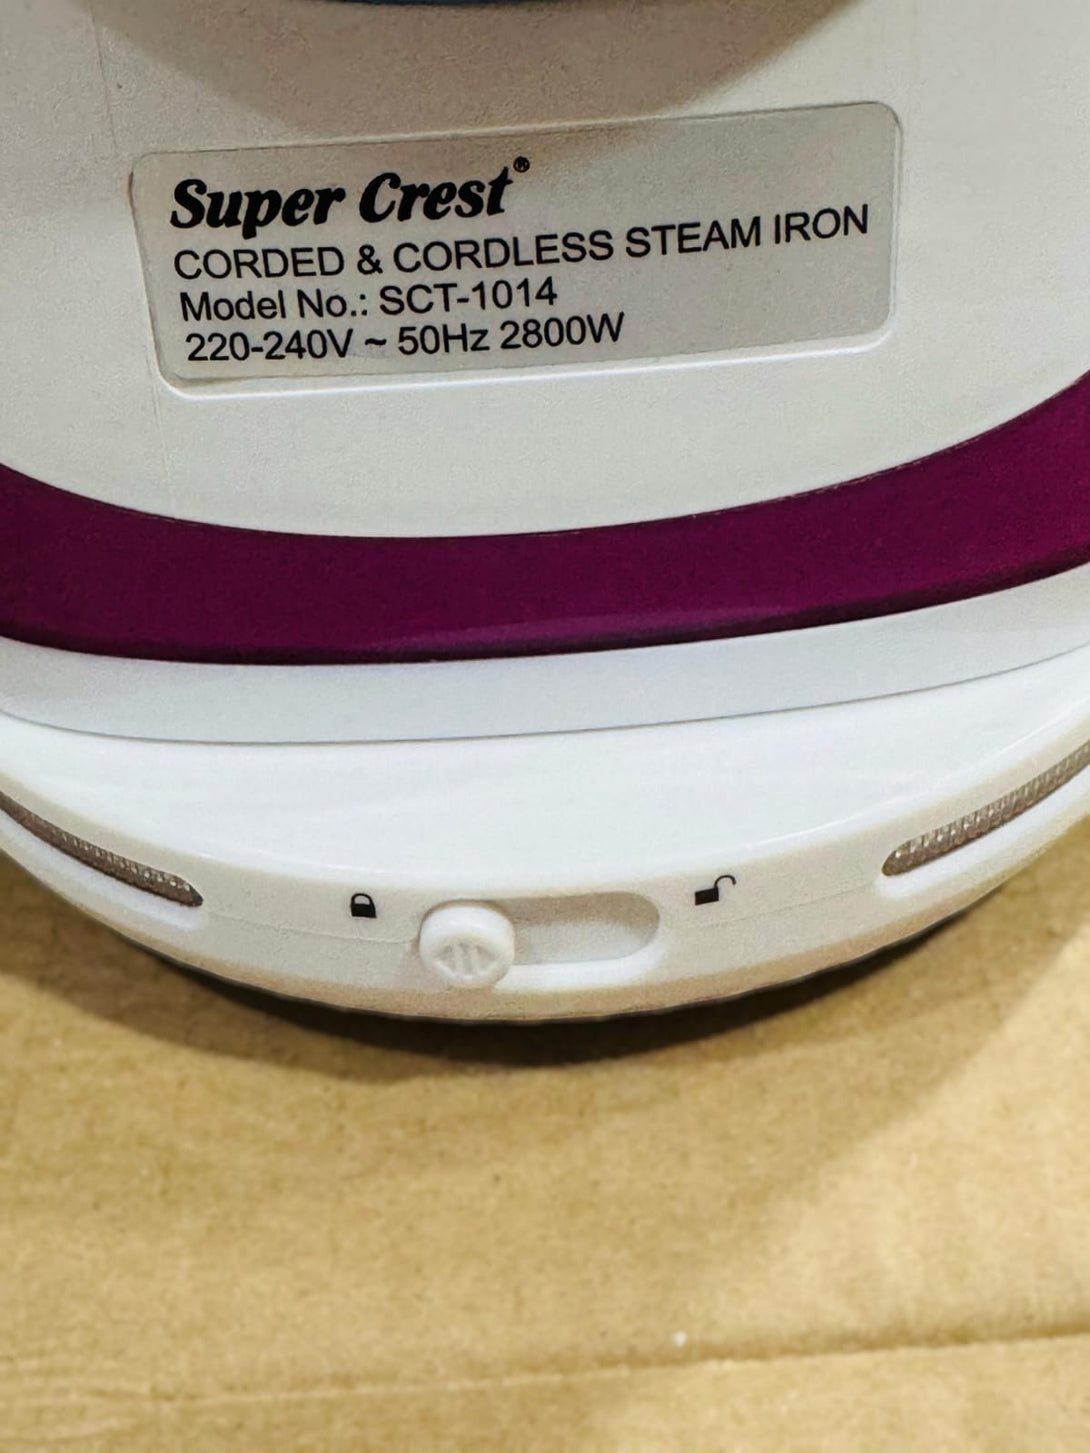 Super Crest®
CORDED & CORDLESS STEAM IRON
Model No.: SCT-1014
220-240V ~ 50Hz 2800W